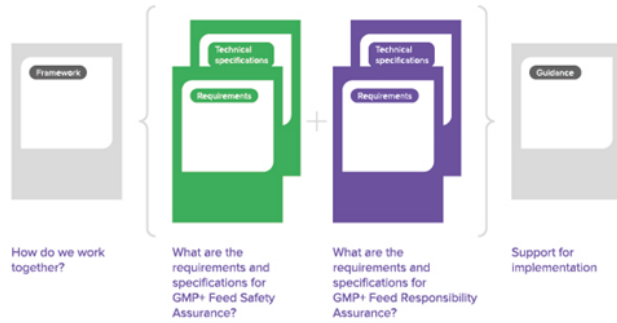 Framework
Technical
specifications
Requirements
+
Technical
specifications
Requirements
Guidance
How do we work
together?
What are the
requirements and
specifications for
GMP+ Feed Safety
Assurance?
What are the
requirements and
specifications for
GMP+ Feed Responsibility
Assurance?
Support for
implementation